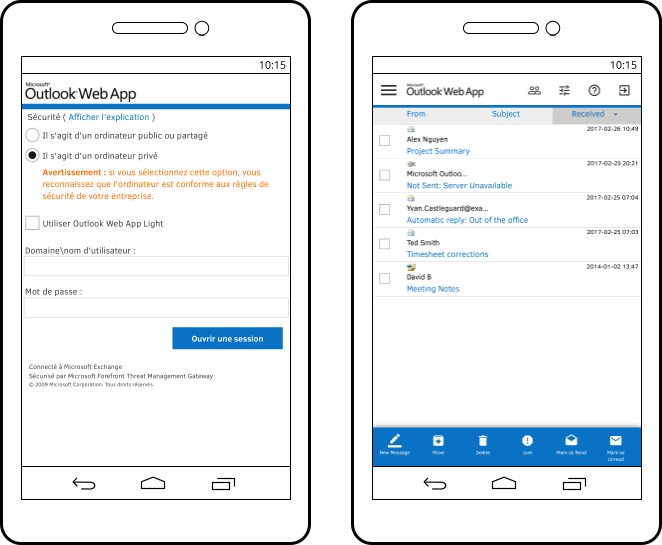 10:15
Microsoft®
Outlook Web App
Sécurité ( Afficher l'explication )
Il s'agit d'un ordinateur public ou partagé
Il s'agit d'un ordinateur privé
Avertissement : si vous sélectionnez cette option, vous
reconnaissez que l'ordinateur est conforme aux règles de
sécurité de votre entreprise.
Utiliser Outlook Web App Light
Domaine\nom d'utilisateur :
Mot de passe :
Ouvrir une session
Connecté à Microsoft Exchange
Sécurisé par Microsoft Forefront Threat Management Gateway
© 2009 Microsoft Corporation. Tous droits réservés.
10:15
Microsoft®
Outlook Web App
From Subject Received
2017-02-26 10:49
Alex Nguyen
Project Summary
2017-02-25 20:21
Microsoft Outloo...
Not Sent: Server Unavailable
2017-02-25 07:04
Yvan.Castleguard@exa...
Automatic reply: Out of the office
2017-02-25 07:03
Ted Smith
Timesheet corrections
2014-01-02 13:47
David B
Meeting Notes
New Message Move Delete Junk Mark as Read Mark as
Unread